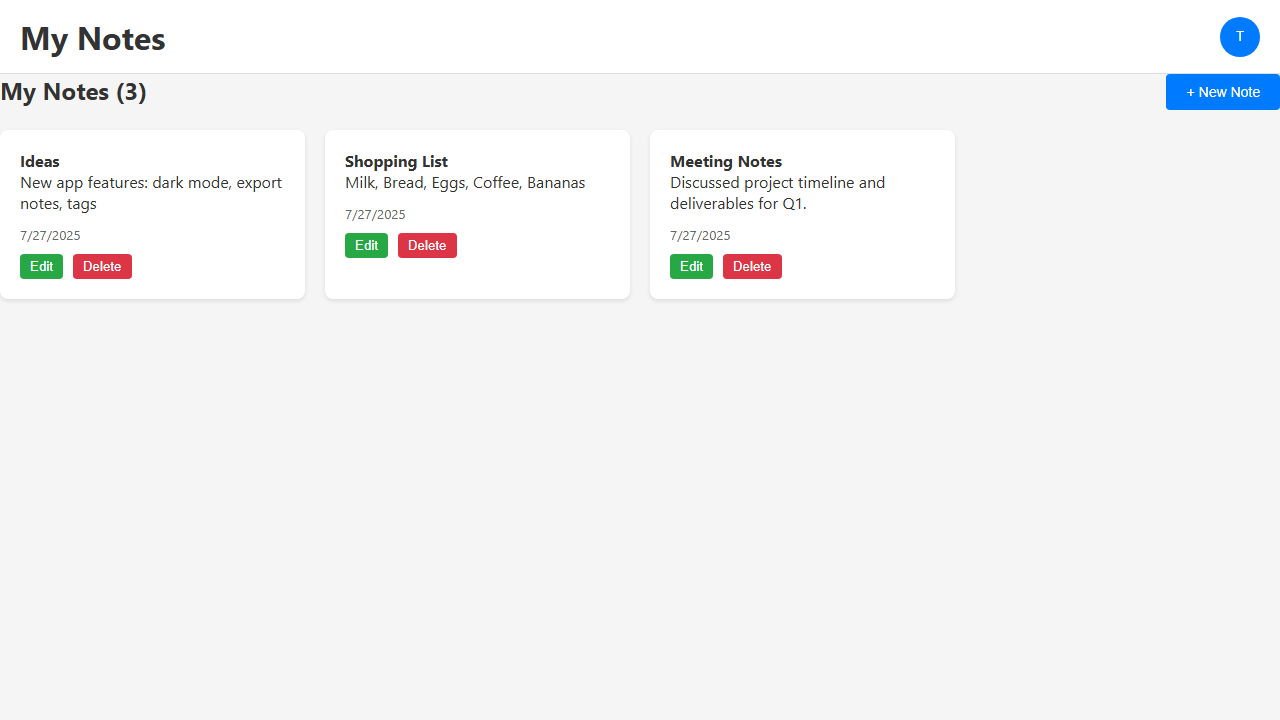 My Notes
T
My Notes (3)
+ New Note
Ideas
New app features: dark mode, export
notes, tags
7/27/2025
Edit
Delete
Shopping List
Milk, Bread, Eggs, Coffee, Bananas
7/27/2025
Edit
Delete
Meeting Notes
Discussed project timeline and
deliverables for Q1.
7/27/2025
Edit
Delete